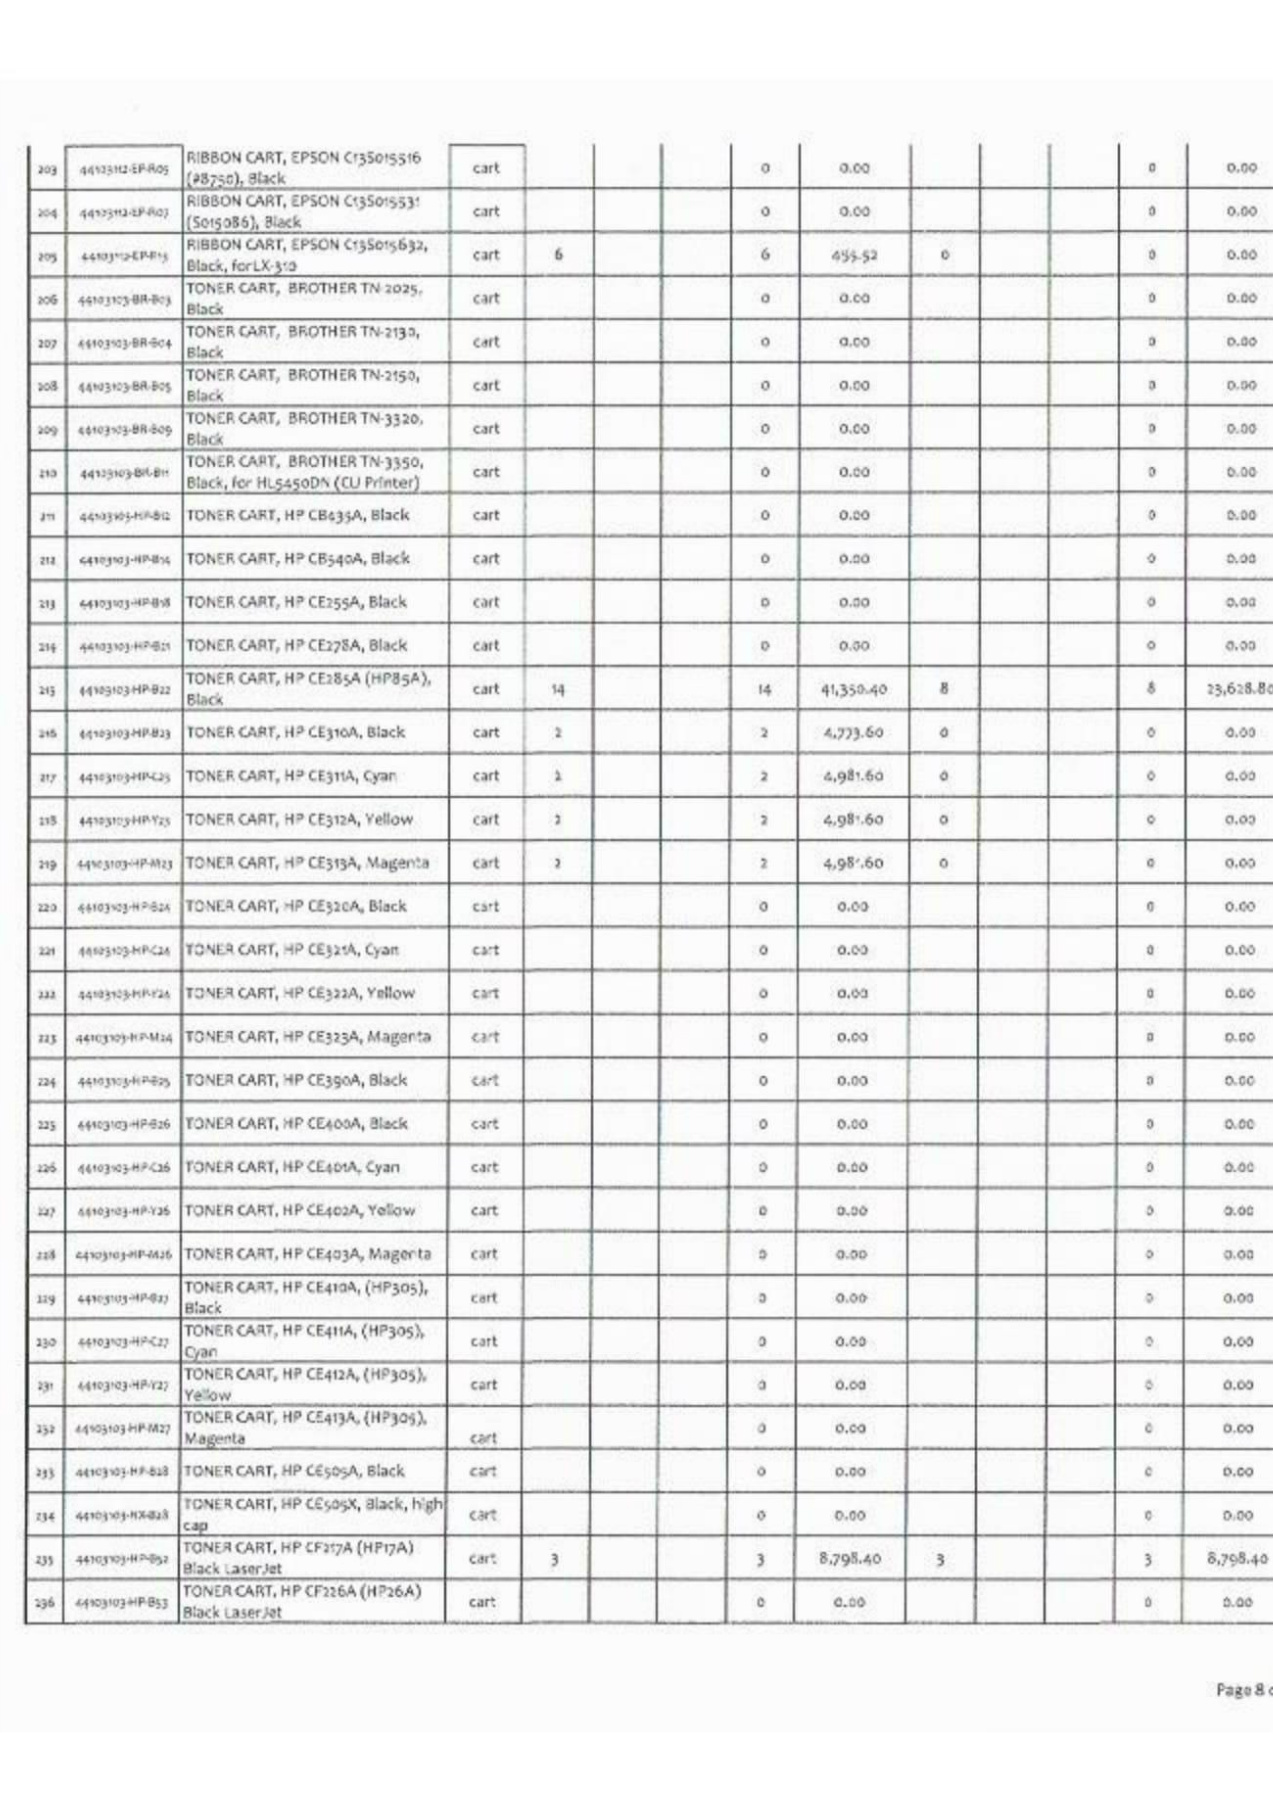 203 44103112-EP-R05 RIBBON CART, EPSON C13S015516 cart 0 0.00 0 0.00
(#8750), Black
204 44103112-EP-R07 RIBBON CART, EPSON C13S015531 cart 0 0.00 0 0.00
(S015086), Black
205 44103112-EP-R13 RIBBON CART, EPSON C13S015632, cart 6 6 455.52 0 0 0.00
Black, for LX-310
206 44103103-BR-B03 TONER CART, BROTHER TN-2025, cart 0 0.00 0 0.00
Black
207 44103103-BR-B04 TONER CART, BROTHER TN-2130, cart 0 0.00 0 0.00
Black
208 44103103-BR-B05 TONER CART, BROTHER TN-2150, cart 0 0.00 0 0.00
Black
209 44103103-BR-B09 TONER CART, BROTHER TN-3320, cart 0 0.00 0 0.00
Black
210 44103103-BR-B11 TONER CART, BROTHER TN-3350, cart 0 0.00 0 0.00
Black, for HL5450DN (CU Printer)
211 44103103-HP-B12 TONER CART, HP CB435A, Black cart 0 0.00 0 0.00
212 44103103-HP-B14 TONER CART, HP CB540A, Black cart 0 0.00 0 0.00
213 44103103-HP-B18 TONER CART, HP CE255A, Black cart 0 0.00 0 0.00
214 44103103-HP-B21 TONER CART, HP CE278A, Black cart 0 0.00 0 0.00
215 44103103-HP-B22 TONER CART, HP CE285A (HP85A), cart 14 14 41,350.40 8 8 23,628.80
Black
216 44103103-HP-B23 TONER CART, HP CE310A, Black cart 2 2 4,773.60 0 0 0.00
217 44103103-HP-C23 TONER CART, HP CE311A, Cyan cart 2 2 4,981.60 0 0 0.00
218 44103103-HP-Y23 TONER CART, HP CE312A, Yellow cart 2 2 4,981.60 0 0 0.00
219 44103103-HP-M23 TONER CART, HP CE313A, Magenta cart 2 2 4,981.60 0 0 0.00
220 44103103-HP-B24 TONER CART, HP CE320A, Black cart 0 0.00 0 0.00
221 44103103-HP-C24 TONER CART, HP CE321A, Cyan cart 0 0.00 0 0.00
222 44103103-HP-Y24 TONER CART, HP CE322A, Yellow cart 0 0.00 0 0.00
223 44103103-HP-M24 TONER CART, HP CE323A, Magenta cart 0 0.00 0 0.00
224 44103103-HP-B25 TONER CART, HP CE390A, Black cart 0 0.00 0 0.00
225 44103103-HP-B26 TONER CART, HP CE400A, Black cart 0 0.00 0 0.00
226 44103103-HP-C26 TONER CART, HP CE401A, Cyan cart 0 0.00 0 0.00
227 44103103-HP-Y26 TONER CART, HP CE402A, Yellow cart 0 0.00 0 0.00
228 44103103-HP-M26 TONER CART, HP CE403A, Magenta cart 0 0.00 0 0.00
229 44103103-HP-B27 TONER CART, HP CE410A, (HP305), cart 0 0.00 0 0.00
Black
230 44103103-HP-C27 TONER CART, HP CE411A, (HP305), cart 0 0.00 0 0.00
Cyan
231 44103103-HP-Y27 TONER CART, HP CE412A, (HP305), cart 0 0.00 0 0.00
Yellow
232 44103103-HP-M27 TONER CART, HP CE413A, (HP305), cart 0 0.00 0 0.00
Magenta
233 44103103-HP-B28 TONER CART, HP CE505A, Black cart 0 0.00 0 0.00
234 44103103-HX-B28 TONER CART, HP CE505X, Black, high cart 0 0.00 0 0.00
cap
235 44103103-HP-B52 TONER CART, HP CF217A (HP17A) cart 3 3 8,798.40 3 3 8,798.40
Black LaserJet
236 44103103-HP-B53 TONER CART, HP CF226A (HP26A) cart 0 0.00 0 0.00
Black LaserJet
Page 8